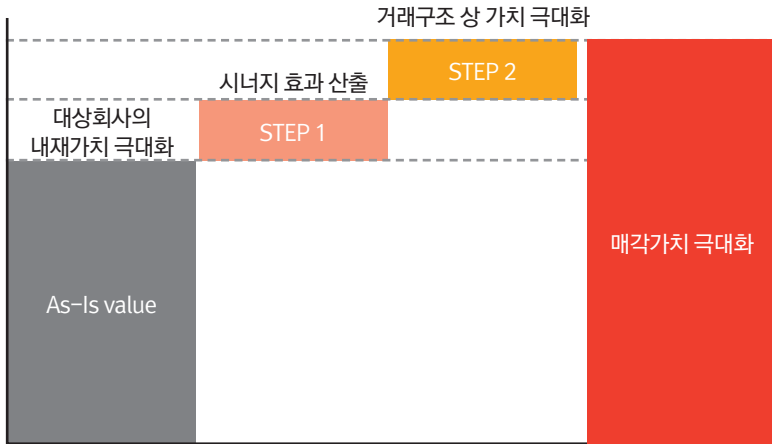 거래구조 상 가치 극대화
STEP 2
시너지 효과 산출
STEP 1
대상회사의
내재가치 극대화
As-Is value
매각가치 극대화